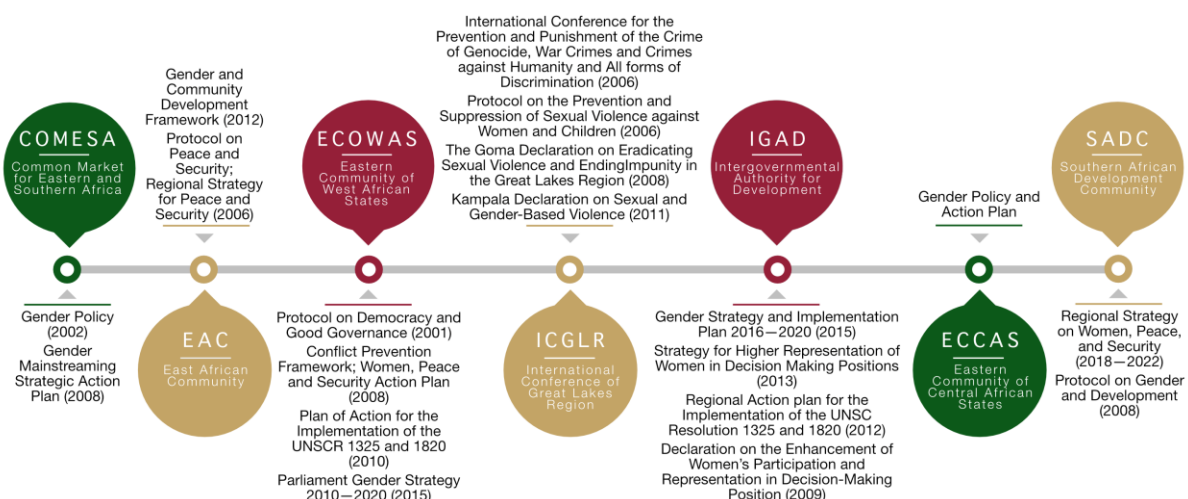 COMESA
Common Market
for Eastern and
Southern Africa
Gender Policy
(2002)
Gender
Mainstreaming
Strategic Action
Plan (2008)
Gender and
Community
Development
Framework (2012)
Protocol on
Peace and
Security;
Regional Strategy
for Peace and
Security (2006)
EAC
East African
Community
ECOWAS
Eastern
Community of
West African
States
Protocol on Democracy and
Good Governance (2001)
Conflict Prevention
Framework; Women, Peace
and Security Action Plan
(2008)
Plan of Action for the
Implementation of the
UNSCR 1325 and 1820
(2010)
Parliament Gender Strategy
2010—2020 (2015)
International Conference for the
Prevention and Punishment of the Crime
of Genocide, War Crimes and Crimes
against Humanity and All forms of
Discrimination (2006)
Protocol on the Prevention and
Suppression of Sexual Violence against
Women and Children (2006)
The Goma Declaration on Eradicating
Sexual Violence and EndingImpunity in
the Great Lakes Region (2008)
Kampala Declaration on Sexual and
Gender-Based Violence (2011)
ICGLR
International
Conference of
Great Lakes
Region
IGAD
Intergovernmental
Authority for
Development
Gender Strategy and Implementation
Plan 2016—2020 (2015)
Strategy for Higher Representation of
Women in Decision Making Positions
(2013)
Regional Action plan for the
Implementation of the UNSC
Resolution 1325 and 1820 (2012)
Declaration on the Enhancement of
Women's Participation and
Representation in Decision-Making
Position (2009)
Gender Policy and
Action Plan
ECCAS
Eastern
Community of
Central African
States
SADC
Southern African
Development
Community
Regional Strategy
on Women, Peace,
and Security
(2018—2022)
Protocol on Gender
and Development
(2008)